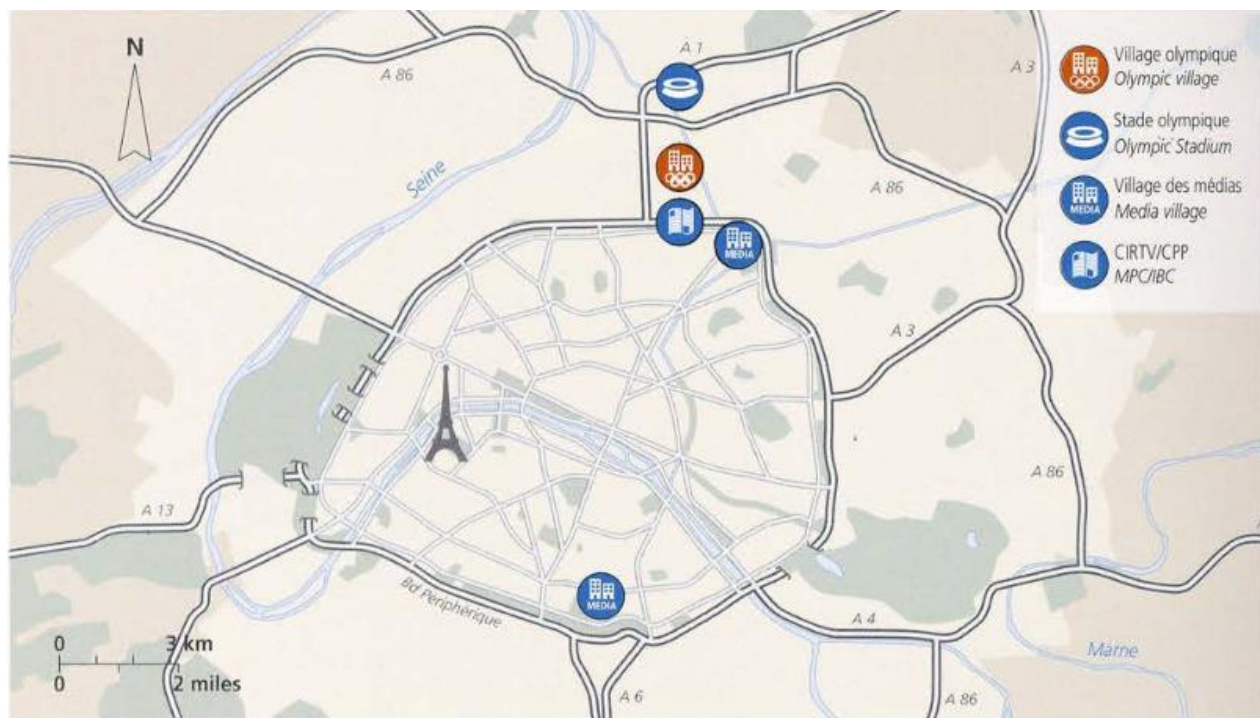 N
A 86
A 1
A 3
Seine
A 86
MEDIA
A 3
A 86
A 13
Bd Périphérique
MEDIA
A 4
Marne
A 6
A 86
0 3 km
0 2 miles
Village olympique
Olympic village
Stade olympique
Olympic Stadium
MEDIA
Village des médias
Media village
CIRTV/CPP
MPC/IBC